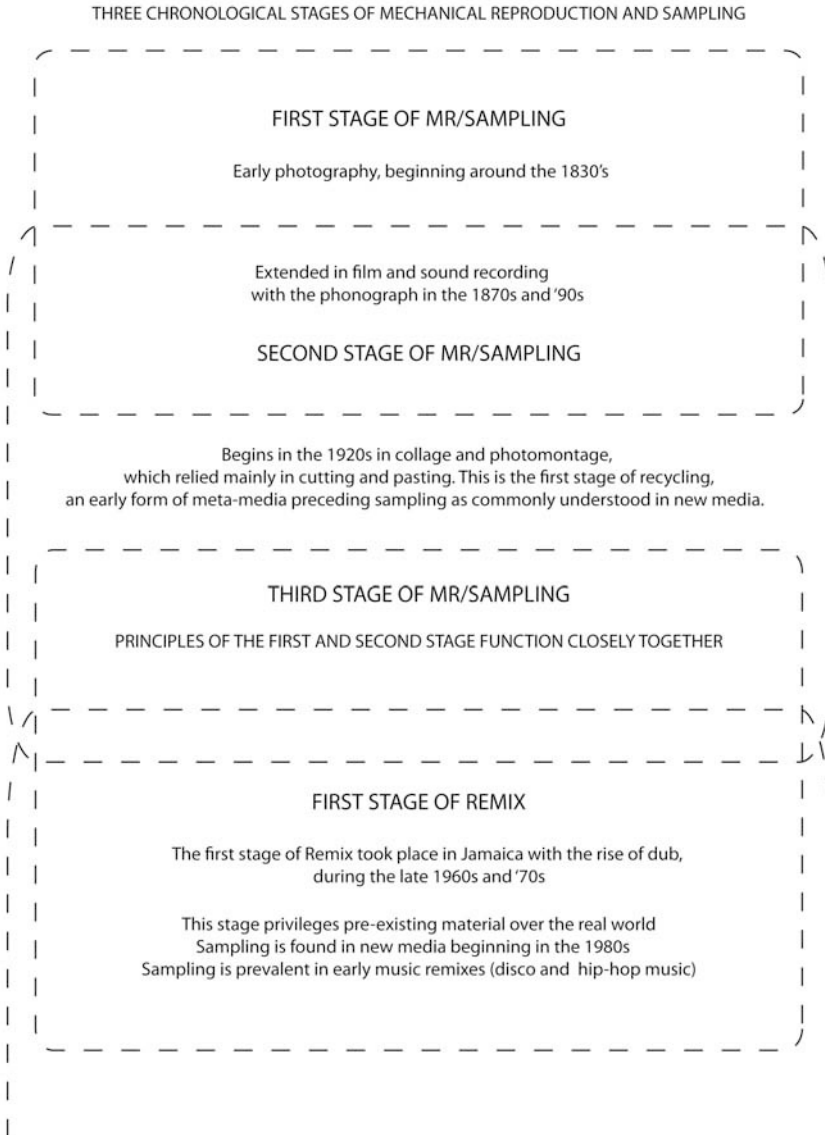 THREE CHRONOLOGICAL STAGES OF MECHANICAL REPRODUCTION AND SAMPLING
FIRST STAGE OF MR/SAMPLING
Early photography, beginning around the 1830’s
Extended in film and sound recording
with the phonograph in the 1870s and ’90s
SECOND STAGE OF MR/SAMPLING
Begins in the 1920s in collage and photomontage,
which relied mainly in cutting and pasting. This is the first stage of recycling,
an early form of meta-media preceding sampling as commonly understood in new media.
THIRD STAGE OF MR/SAMPLING
PRINCIPLES OF THE FIRST AND SECOND STAGE FUNCTION CLOSELY TOGETHER
FIRST STAGE OF REMIX
The first stage of Remix took place in Jamaica with the rise of dub,
during the late 1960s and ‘70s
This stage privileges pre-existing material over the real world
Sampling is found in new media beginning in the 1980s
Sampling is prevalent in early music remixes (disco and hip-hop music)